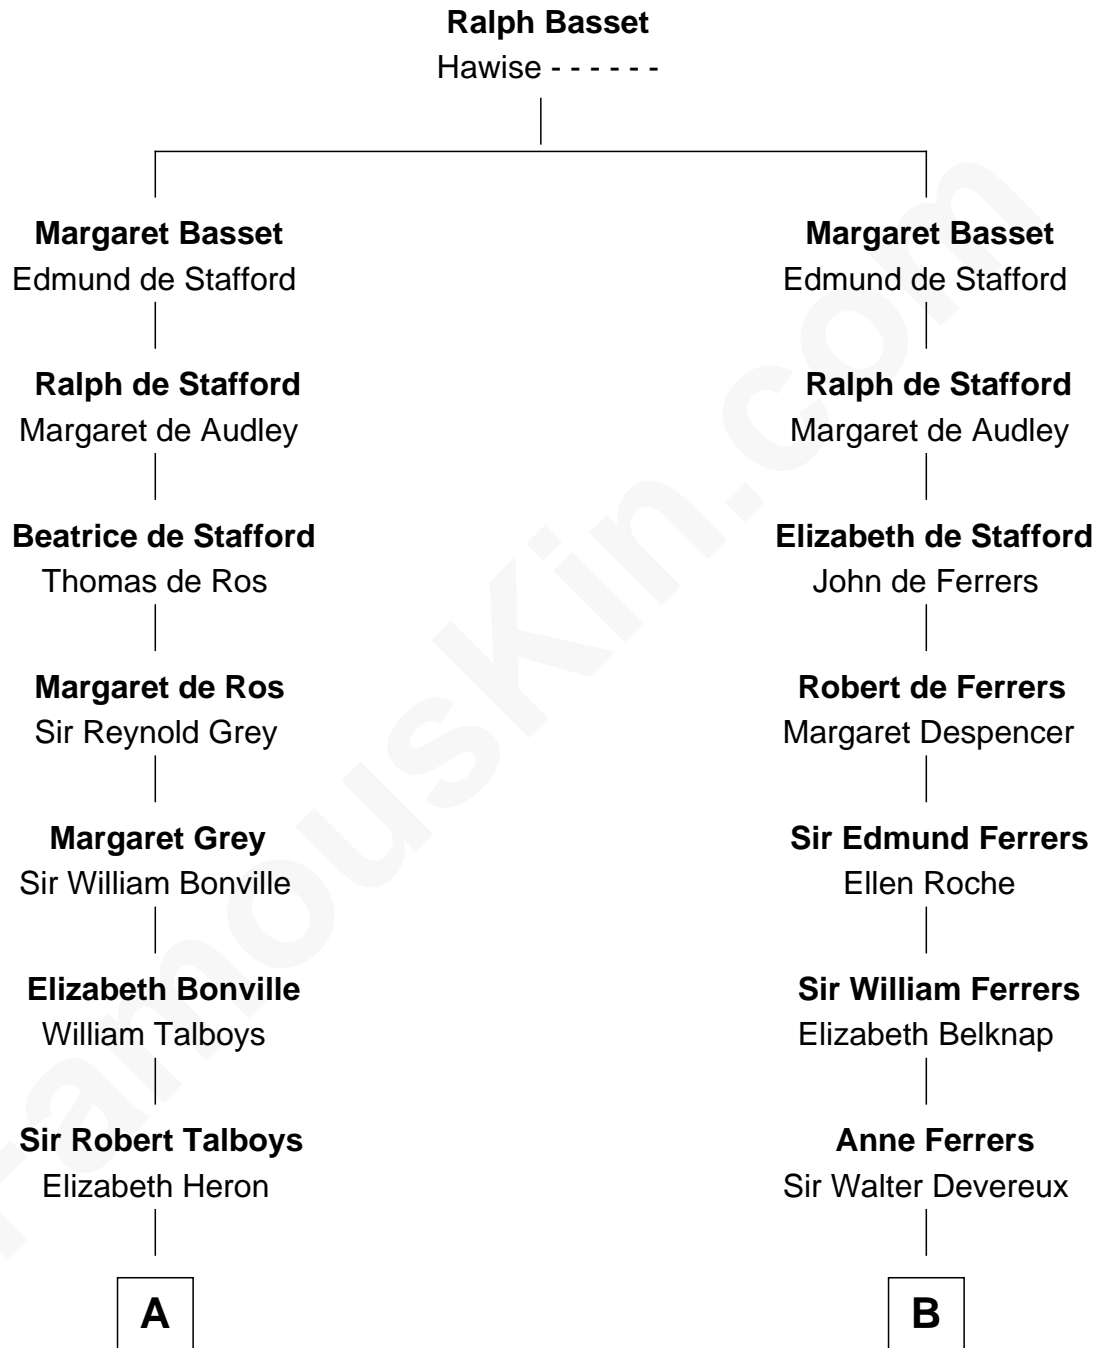 Ralph Basset
Hawise - - - - - -
Margaret Basset
Edmund de Stafford
Ralph de Stafford
Margaret de Audley
Beatrice de Stafford
Thomas de Ros
Margaret de Ros
Sir Reynold Grey
Margaret Grey
Sir William Bonville
Elizabeth Bonville
William Talboys
Sir Robert Talboys
Elizabeth Heron
A
Margaret Basset
Edmund de Stafford
Ralph de Stafford
Margaret de Audley
Elizabeth de Stafford
John de Ferrers
Robert de Ferrers
Margaret Despencer
Sir Edmund Ferrers
Ellen Roche
Sir William Ferrers
Elizabeth Belknap
Anne Ferrers
Sir Walter Devereux
B
FamousKin.com